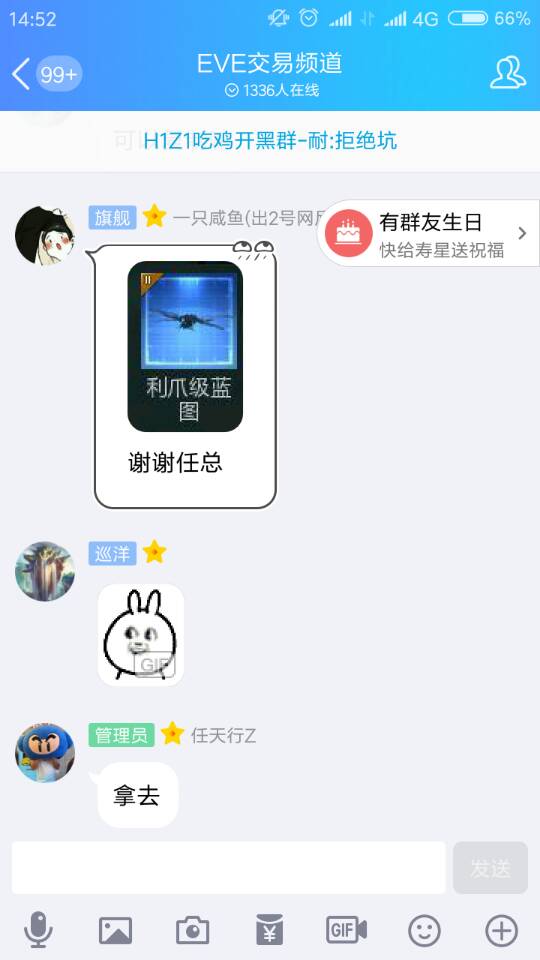 14:52
4G
66%
99+
EVE交易频道
1336人在线
H1Z1吃鸡开黑群-耐:拒绝坑
旗舰
一只咸鱼(出2号网
有群友生日
快给寿星送祝福
II
利爪级蓝
图
谢谢任总
巡洋
GIF
管理员
任天行Z
拿去
发送
¥
GIF